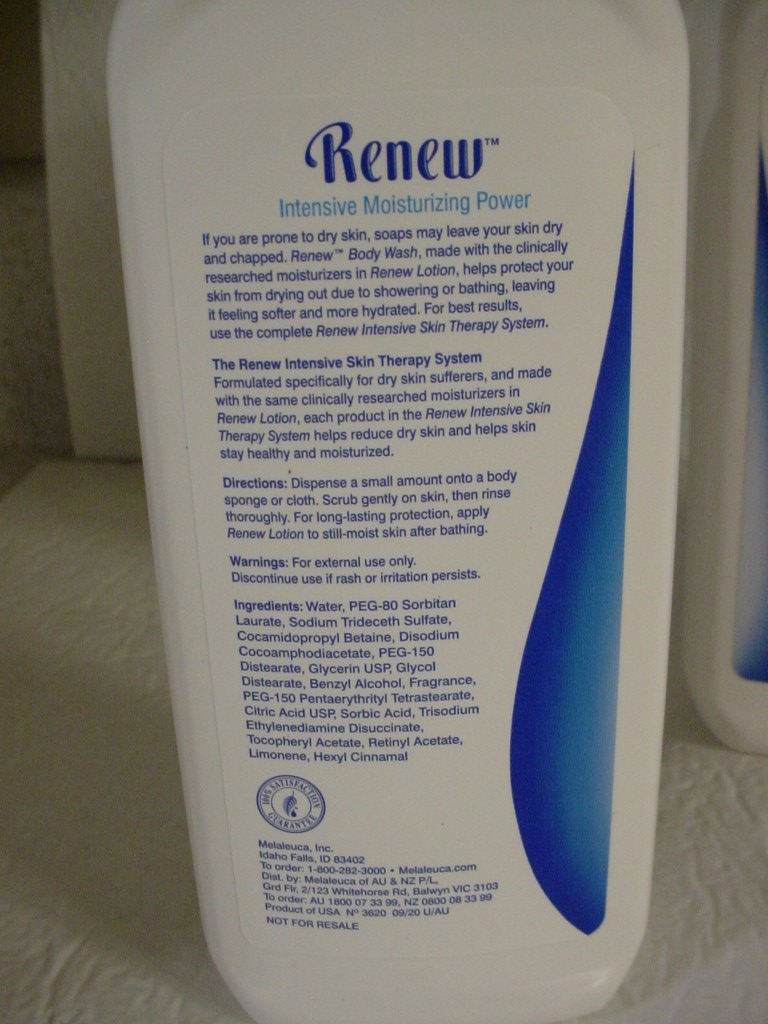 Renew™
Intensive Moisturizing Power
If you are prone to dry skin, soaps may leave your skin dry
and chapped. Renew™ Body Wash, made with the clinically
researched moisturizers in Renew Lotion, helps protect your
skin from drying out due to showering or bathing, leaving
it feeling softer and more hydrated. For best results,
use the complete Renew Intensive Skin Therapy System.
The Renew Intensive Skin Therapy System
Formulated specifically for dry skin sufferers, and made
with the same clinically researched moisturizers in
Renew Lotion, each product in the Renew Intensive Skin
Therapy System helps reduce dry skin and helps skin
stay healthy and moisturized.
Directions: Dispense a small amount onto a body
sponge or cloth. Scrub gently on skin, then rinse
thoroughly. For long-lasting protection, apply
Renew Lotion to still-moist skin after bathing.
Warnings: For external use only.
Discontinue use if rash or irritation persists.
Ingredients: Water, PEG-80 Sorbitan
Laurate, Sodium Trideceth Sulfate,
Cocamidopropyl Betaine, Disodium
Cocoamphodiacetate, PEG-150
Distearate, Glycerin USP, Glycol
Distearate, Benzyl Alcohol, Fragrance,
PEG-150 Pentaerythrityl Tetrastearate,
Citric Acid USP, Sorbic Acid, Trisodium
Ethylenediamine Disuccinate,
Tocopheryl Acetate, Retinyl Acetate,
Limonene, Hexyl Cinnamal
100% SATISFACTION
GUARANTEE
Melaleuca, Inc.
Idaho Falls, ID 83402
To order: 1-800-282-3000 • Melaleuca.com
Dist. by: Melaleuca of AU & NZ P/L,
Grd Flr, 2/123 Whitehorse Rd, Balwyn VIC 3103
To order: AU 1800 07 33 99, NZ 0800 08 33 99
Product of USA Nº 3620 09/20 U/AU
NOT FOR RESALE